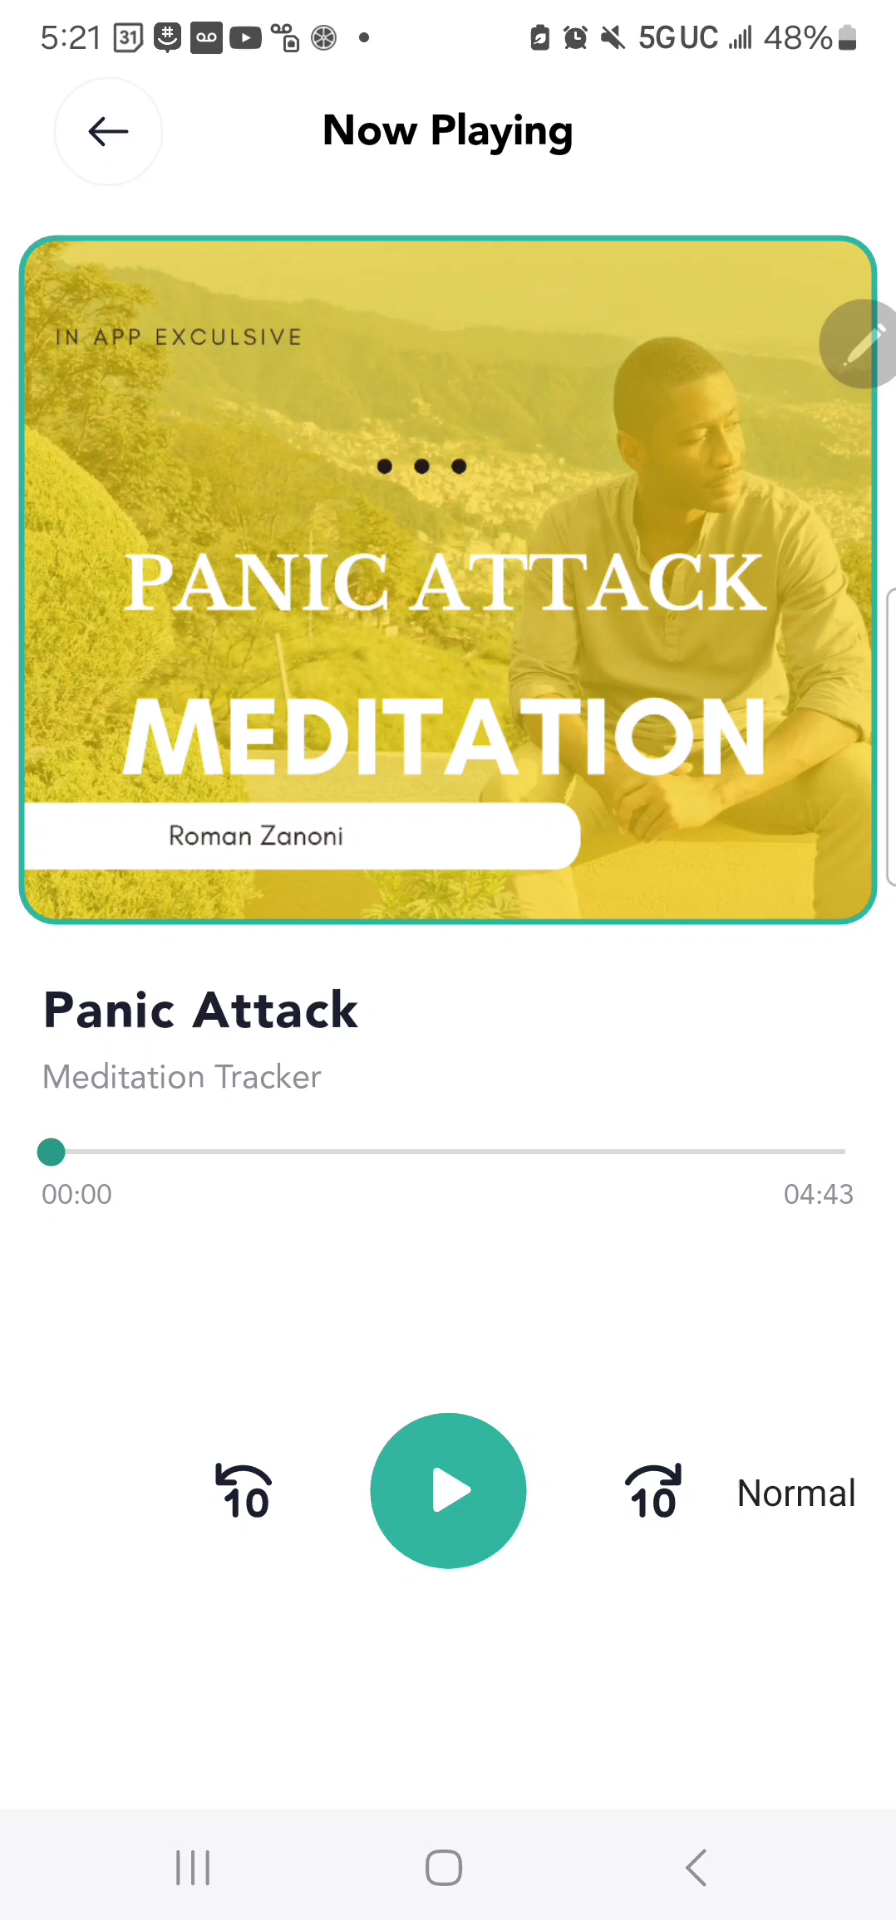 5:21 31 5G UC 48%
Now Playing
IN APP EXCULSIVE
PANIC ATTACK
MEDITATION
Roman Zanoni
Panic Attack
Meditation Tracker
00:00 04:43
10 10 Normal